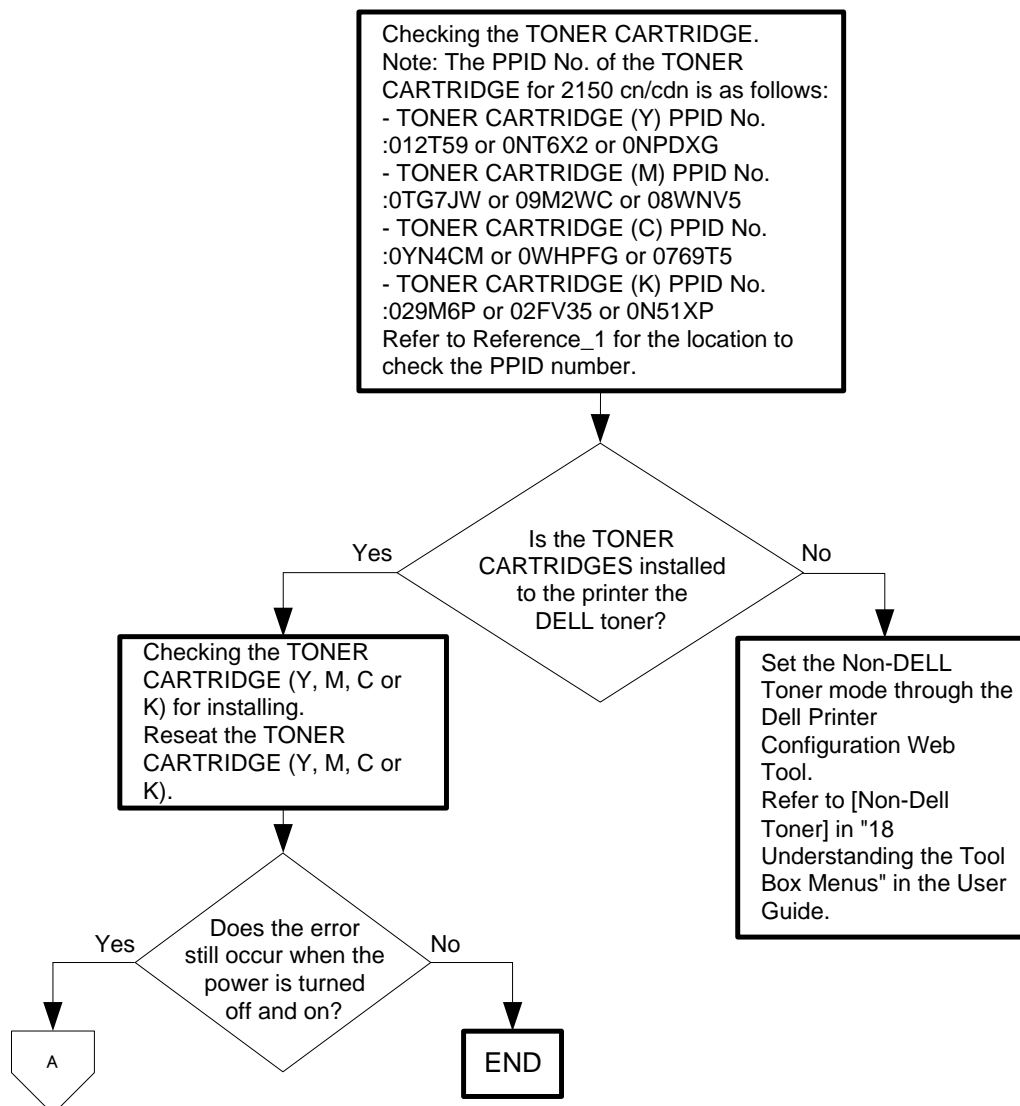 Checking the TONER CARTRIDGE.
Note: The PPID No. of the TONER
CARTRIDGE for 2150 cn/cdn is as follows:
- TONER CARTRIDGE (Y) PPID No.
:012T59 or 0NT6X2 or 0NPDXG
- TONER CARTRIDGE (M) PPID No.
:0TG7JW or 09M2WC or 08WNV5
- TONER CARTRIDGE (C) PPID No.
:0YN4CM or 0WHPFG or 0769T5
- TONER CARTRIDGE (K) PPID No.
:029M6P or 02FV35 or 0N51XP
Refer to Reference_1 for the location to
check the PPID number.
Is the TONER
CARTRIDGES installed
to the printer the
DELL toner?
Yes
No
Checking the TONER
CARTRIDGE (Y, M, C or
K) for installing.
Reseat the TONER
CARTRIDGE (Y, M, C or
K).
Set the Non-DELL
Toner mode through the
Dell Printer
Configuration Web
Tool.
Refer to [Non-Dell
Toner] in "18
Understanding the Tool
Box Menus" in the User
Guide.
Does the error
still occur when the
power is turned
off and on?
Yes
No
A
END